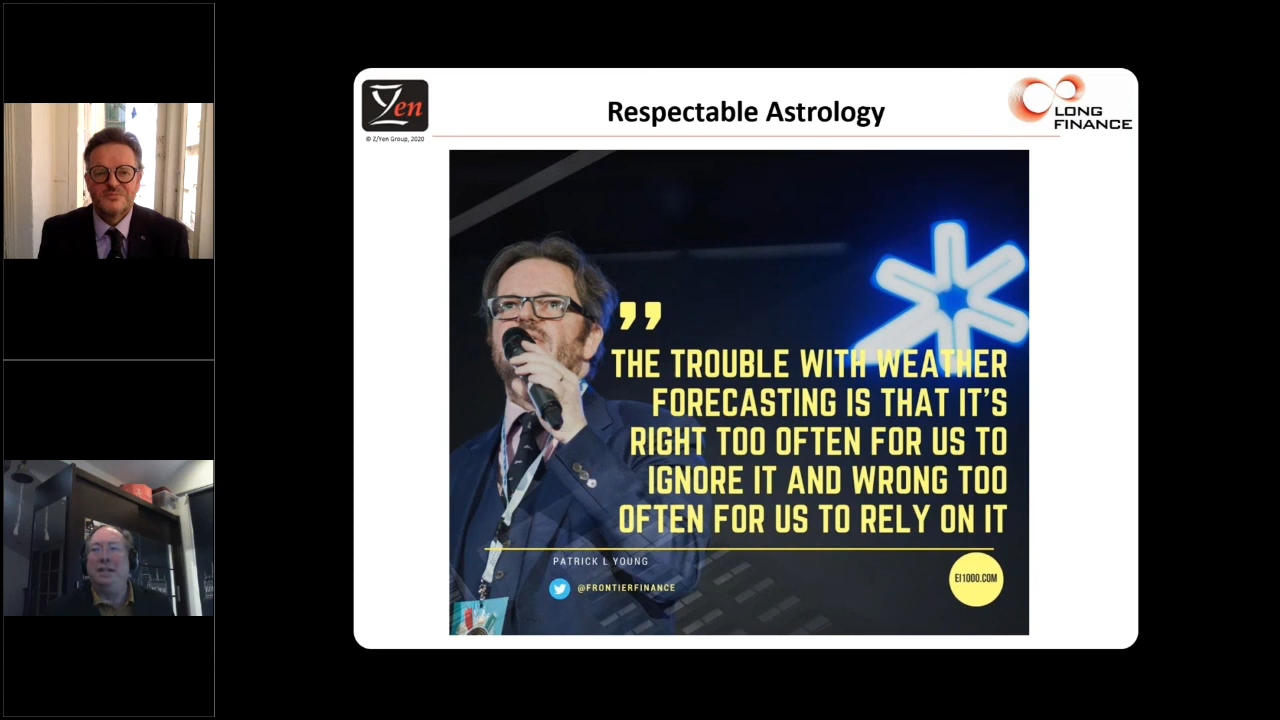 Zen
© Z/Yen Group, 2020
Respectable Astrology
LONG
FINANCE
”
THE TROUBLE WITH WEATHER
FORECASTING IS THAT IT’S
RIGHT TOO OFTEN FOR US TO
IGNORE IT AND WRONG TOO
OFTEN FOR US TO RELY ON IT
PATRICK L YOUNG
@FRONTIERFINANCE
EI1000.COM